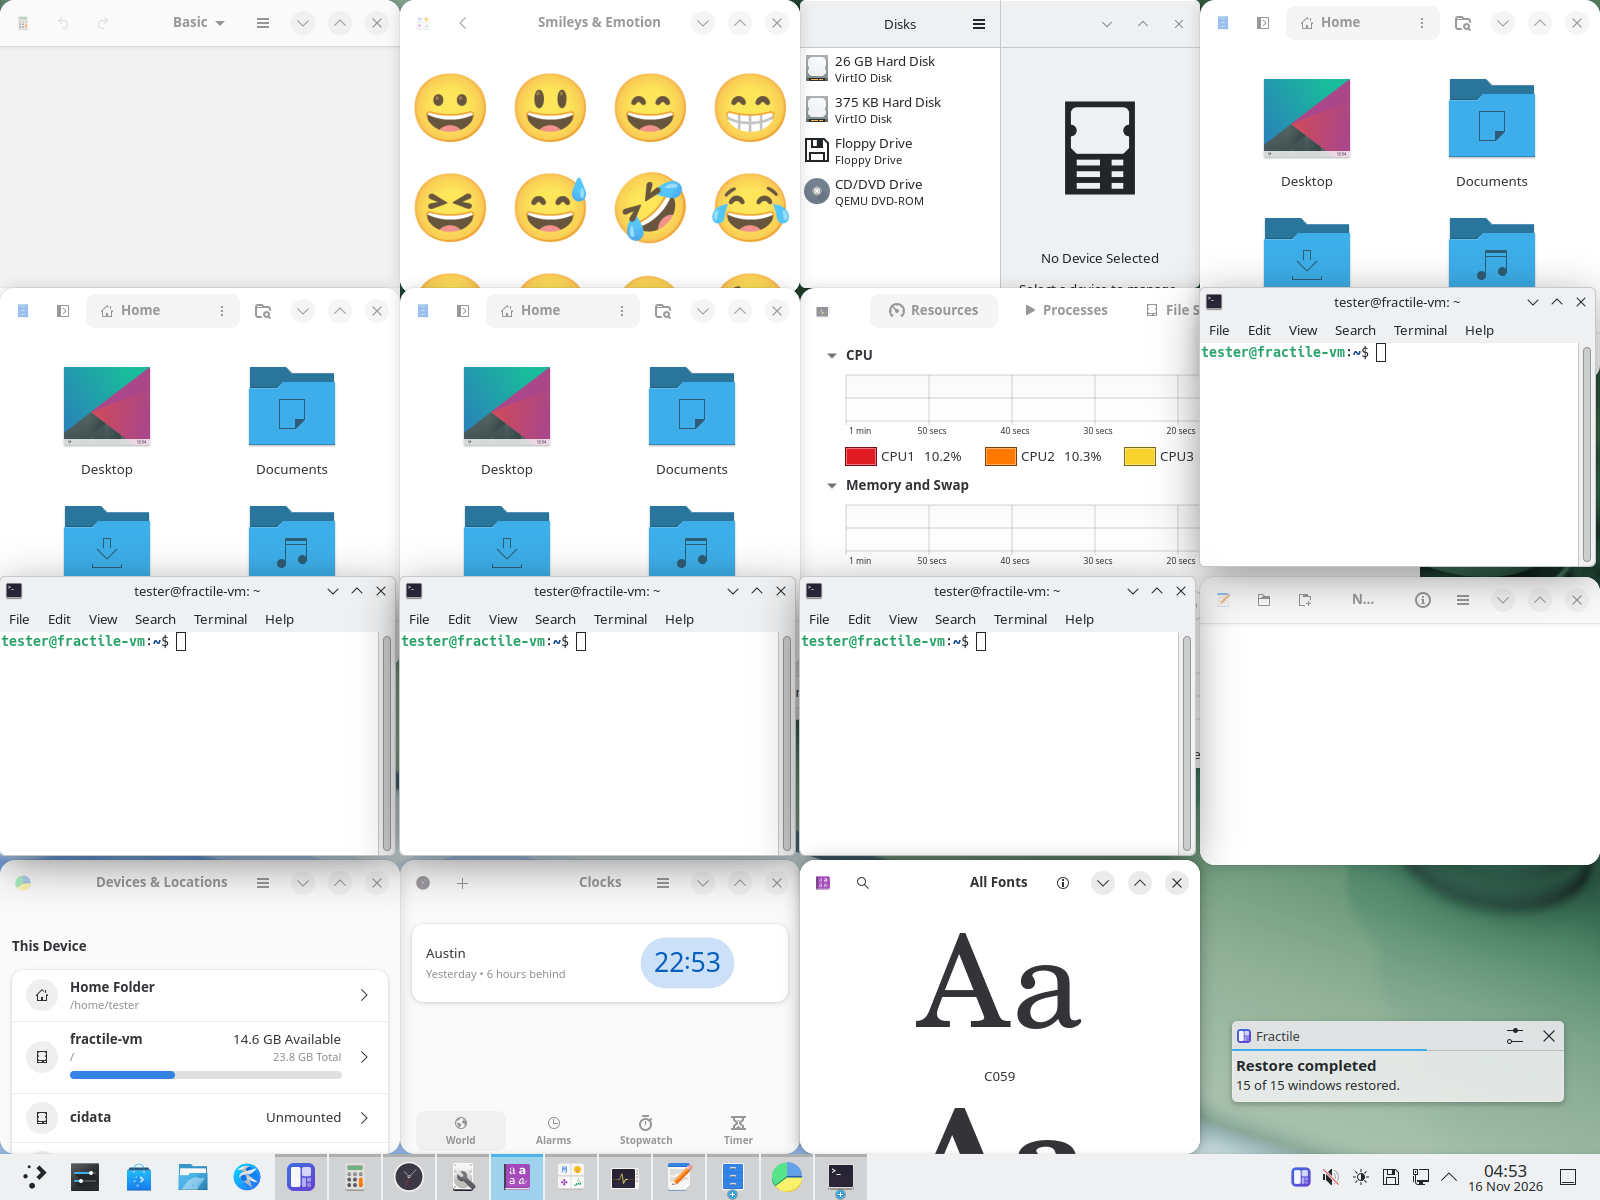 Basic
Smileys & Emotion
Disks
26 GB Hard Disk
VirtIO Disk
375 KB Hard Disk
VirtIO Disk
Floppy Drive
Floppy Drive
CD/DVD Drive
QEMU DVD-ROM
No Device Selected
Home
Desktop
Documents
Home
Desktop
Documents
Home
Desktop
Documents
Resources
Processes
File S
CPU
1 min
50 secs
40 secs
30 secs
20 secs
CPU1 10.2%
CPU2 10.3%
CPU3
Memory and Swap
1 min
50 secs
40 secs
30 secs
20 secs
tester@fractile-vm: ~
File Edit View Search Terminal Help
tester@fractile-vm:~$
tester@fractile-vm: ~
File Edit View Search Terminal Help
tester@fractile-vm:~$
tester@fractile-vm: ~
File Edit View Search Terminal Help
tester@fractile-vm:~$
tester@fractile-vm: ~
File Edit View Search Terminal Help
tester@fractile-vm:~$
N...
Devices & Locations
This Device
Home Folder
/home/tester
fractile-vm
14.6 GB Available
/
23.8 GB Total
cidata
Unmounted
Clocks
Austin
Yesterday • 6 hours behind
22:53
World
Alarms
Stopwatch
Timer
All Fonts
Aa
C059
Fractile
Restore completed
15 of 15 windows restored.
04:53
16 Nov 2026